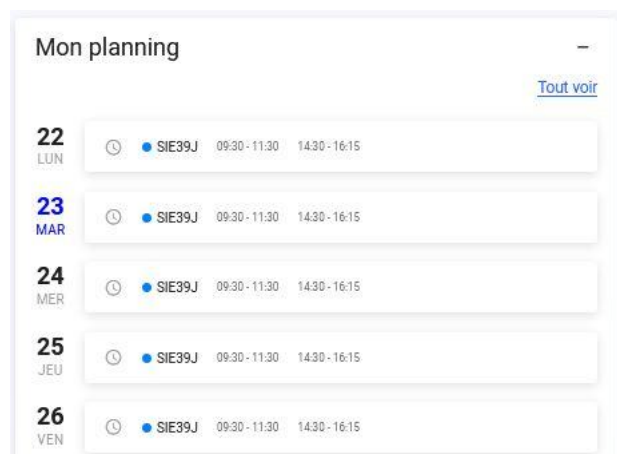 Mon planning
Tout voir
22
LUN
SIE39J 09:30 - 11:30 14:30 - 16:15
23
MAR
SIE39J 09:30 - 11:30 14:30 - 16:15
24
MER
SIE39J 09:30 - 11:30 14:30 - 16:15
25
JEU
SIE39J 09:30 - 11:30 14:30 - 16:15
26
VEN
SIE39J 09:30 - 11:30 14:30 - 16:15